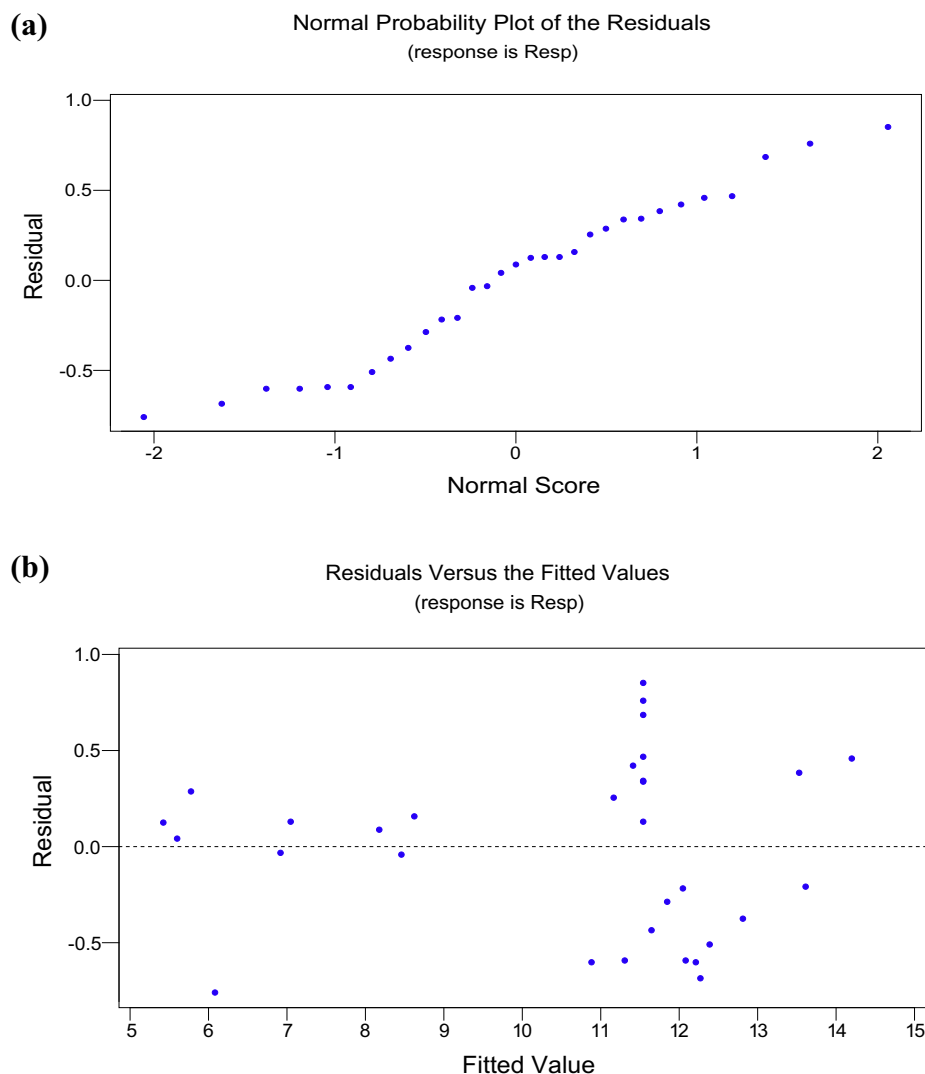 (a)
Normal Probability Plot of the Residuals
(response is Resp)
1.0
0.5
0.0
-0.5
Residual
-2 -1 0 1 2
Normal Score
(b)
Residuals Versus the Fitted Values
(response is Resp)
1.0
0.5
0.0
-0.5
Residual
5 6 7 8 9 10 11 12 13 14 15
Fitted Value